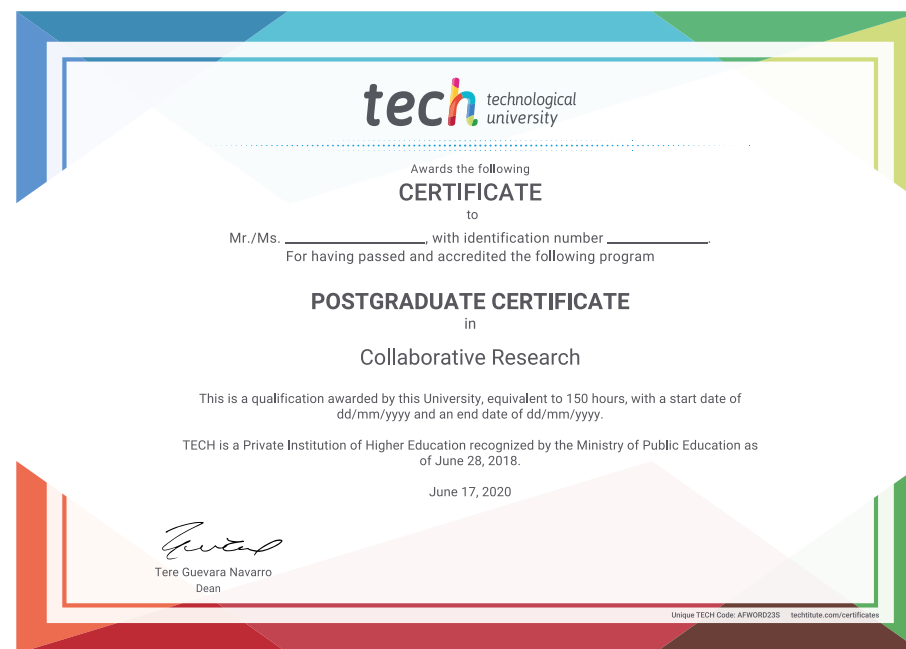 tech technological
university
Awards the following
CERTIFICATE
to
Mr./Ms. ____________________, with identification number ______________.
For having passed and accredited the following program
POSTGRADUATE CERTIFICATE
in
Collaborative Research
This is a qualification awarded by this University, equivalent to 150 hours, with a start date of
dd/mm/yyyy and an end date of dd/mm/yyyy.
TECH is a Private Institution of Higher Education recognized by the Ministry of Public Education as
of June 28, 2018.
June 17, 2020
Tere Guevara Navarro
Dean
Unique TECH Code: AFWORD23S techtitute.com/certificates